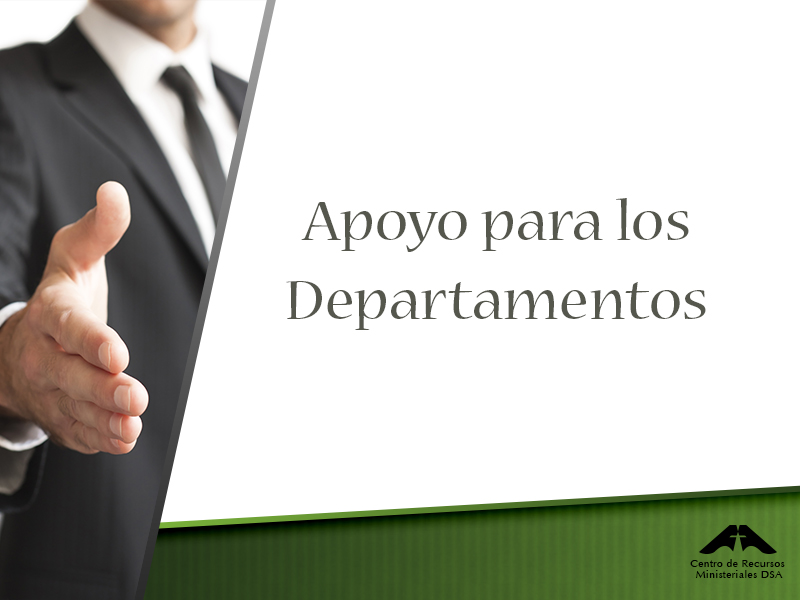 Apoyo para los
Departamentos
Centro de Recursos
Ministeriales DSA